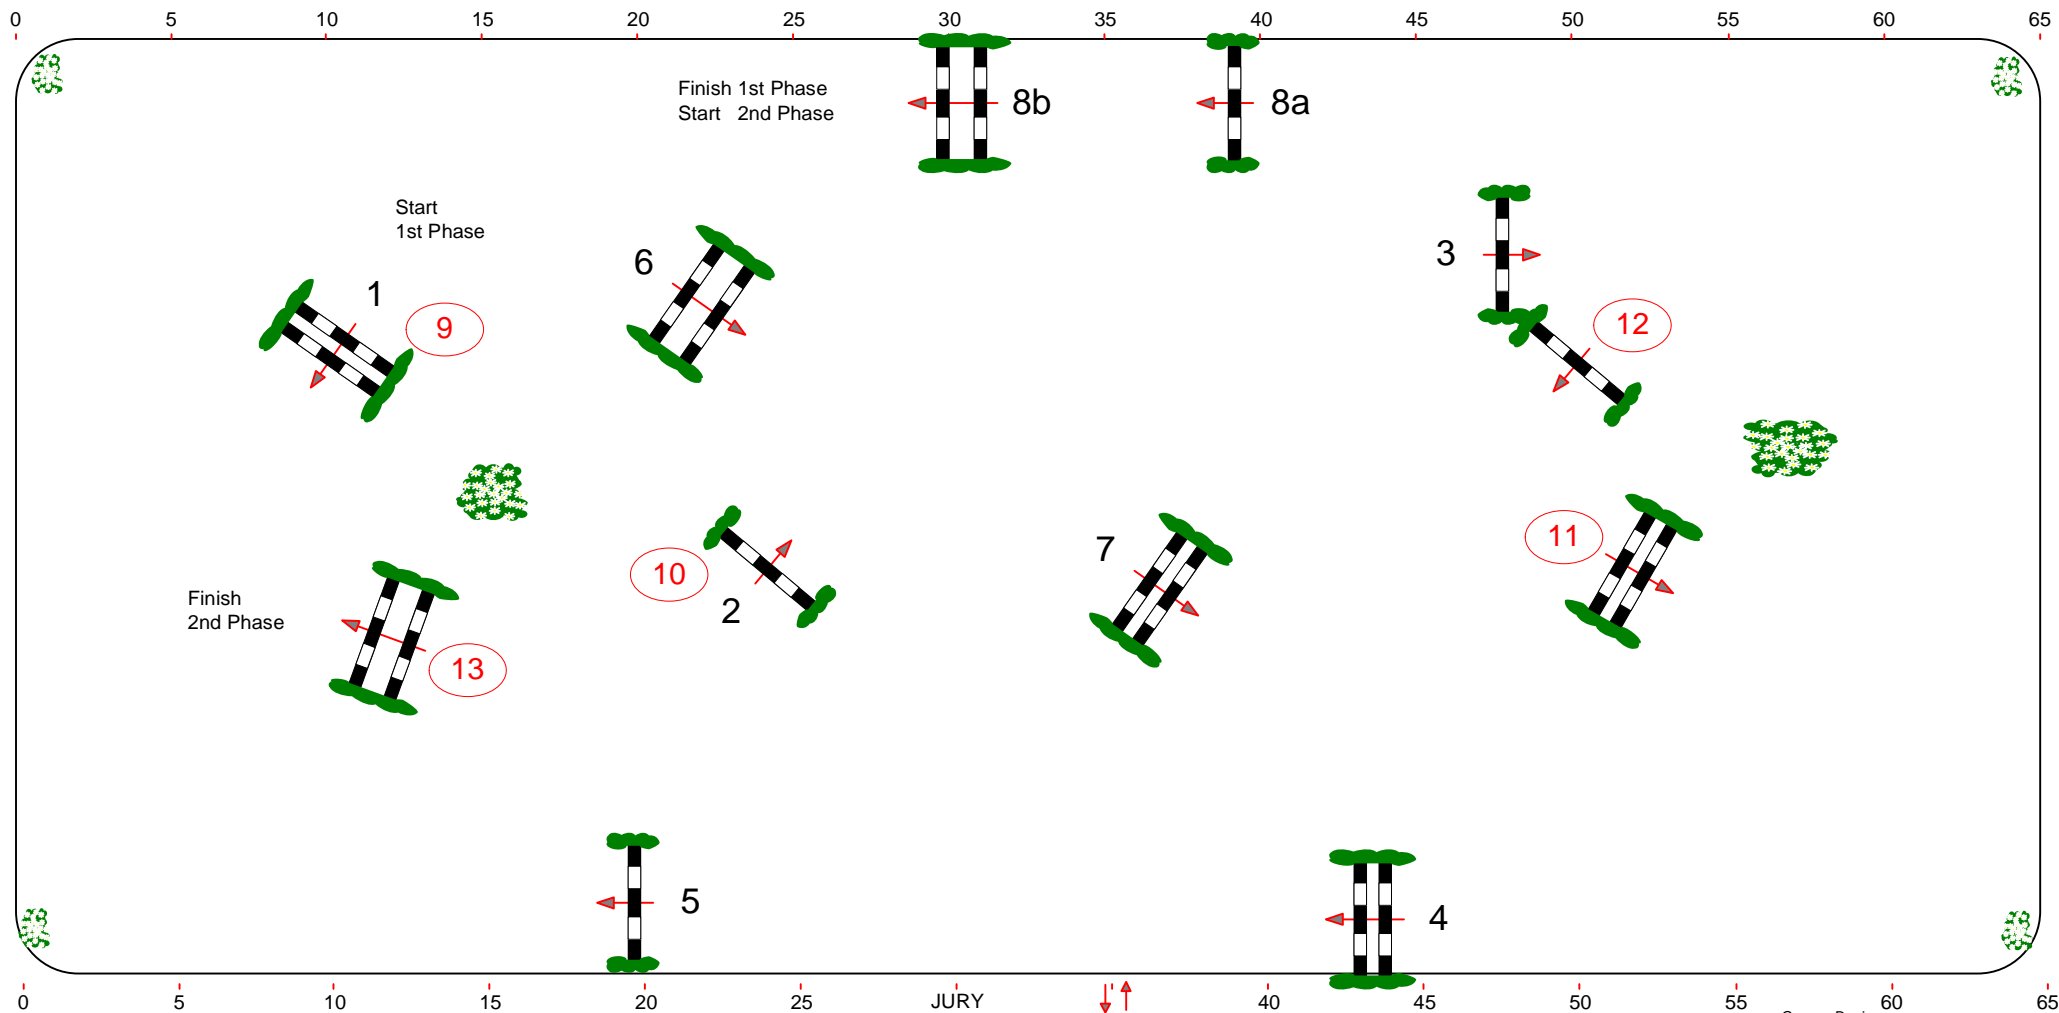 0 5 10 15 20 25 30 35 40 45 50 55 60 65
Finish 1st Phase
Start 2nd Phase
8b
8a
Start
1st Phase
6
3
1
9
12
11
7
10
2
Finish
2nd Phase
13
5
4
0 5 10 15 20 25 JURY 40 45 50 55 60 65